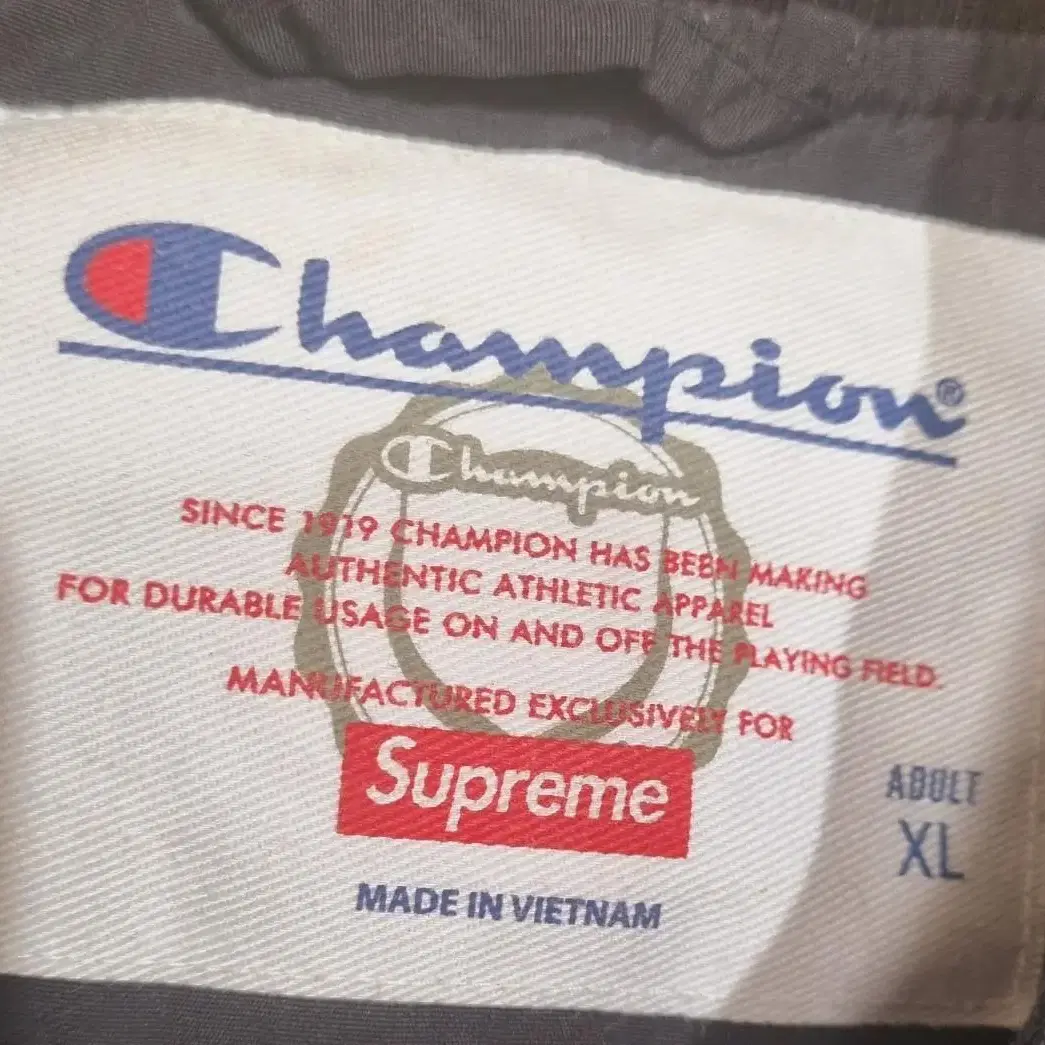 Champion®
Champion
SINCE 1919 CHAMPION HAS BEEN MAKING
AUTHENTIC ATHLETIC APPAREL
FOR DURABLE USAGE ON AND OFF THE PLAYING FIELD.
MANUFACTURED EXCLUSIVELY FOR
Supreme
ADULT
XL
MADE IN VIETNAM